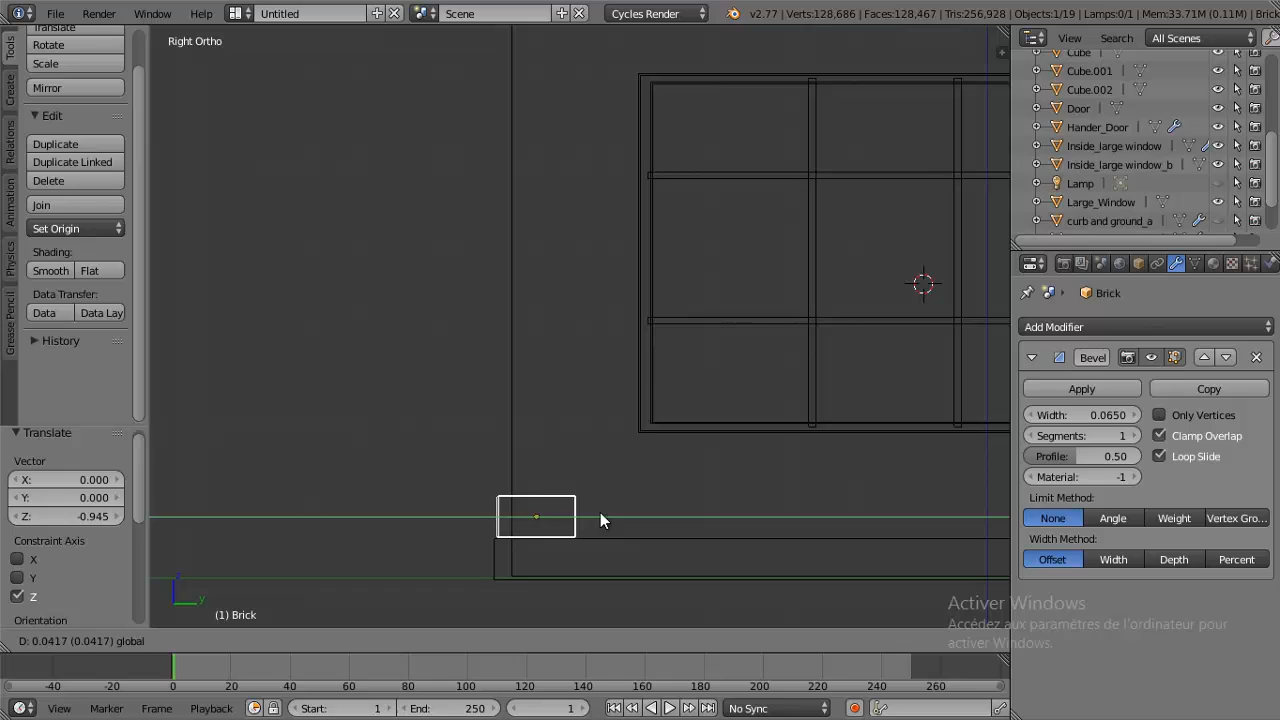 File Render Window Help Untitled Scene Cycles Render v2.77 | Verts:128,686 | Faces:128,467 | Tris:256,928 | Objects:1/19 | Lamps:0/1 | Mem:33.71M (0.11M) | Brick
Translate
Rotate
Scale
Mirror
Edit
Duplicate
Duplicate Linked
Delete
Join
Set Origin
Shading:
Smooth Flat
Data Transfer:
Data Data Lay
History
Tools
Create
Relations
Animation
Physics
Grease Pencil
Translate
Vector
X: 0.000
Y: 0.000
Z: -0.945
Constraint Axis
X
Y
Z
Orientation
Right Ortho
z
y
(1) Brick
D: 0.0417 (0.0417) global
View Search All Scenes
Cube
Cube.001
Cube.002
Door
Hander_Door
Inside_large window
Inside_large window_b
Lamp
Large_Window
curb and ground_a
Brick
Add Modifier
Bevel
Apply Copy
Width: 0.0650 Only Vertices
Segments: 1 Clamp Overlap
Profile: 0.50 Loop Slide
Material: -1
Limit Method:
None Angle Weight Vertex Gro...
Width Method:
Offset Width Depth Percent
Activer Windows
Accédez aux paramètres de l'ordinateur pour
activer Windows.
-40 -20 0 20 40 60 80 100 120 140 160 180 200 220 240 260
View Marker Frame Playback Start: 1 End: 250 1 No Sync